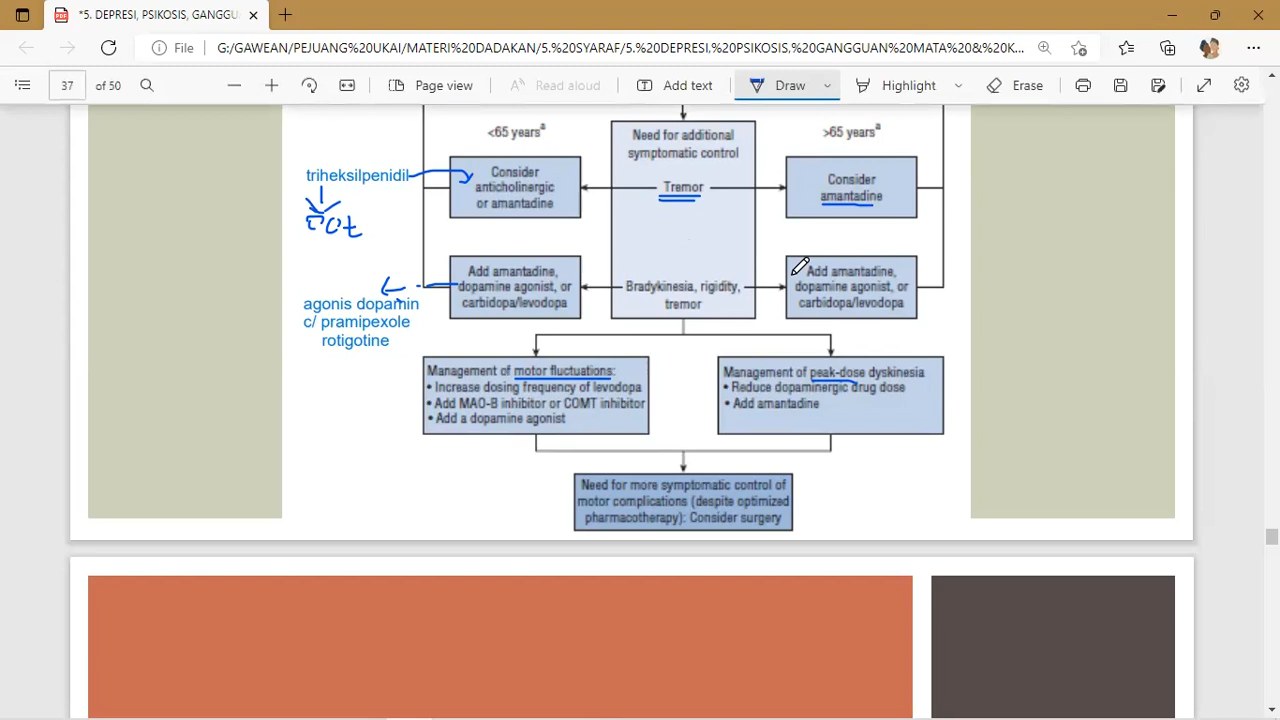 *5. DEPRESI, PSIKOSIS, GANGGU
File
G:/GAWEAN/PEJUANG%20UKAI/MATERI%20DADAKAN/5.%20SYARAF/5.%20DEPRESI,%20PSIKOSIS,%20GANGGUAN%20MATA%20&%20K...
37 of 50
Page view
Read aloud
Add text
Draw
Highlight
Erase
<65 yearsª
Need for additional
symptomatic control
>65 yearsª
triheksilpenidil
Consider
anticholinergic
or amantadine
Tremor
Consider
amantadine
Add amantadine,
dopamine agonist, or
carbidopa/levodopa
Bradykinesia, rigidity,
tremor
Add amantadine,
dopamine agonist, or
carbidopa/levodopa
agonis dopamin
c/ pramipexole
rotigotine
Management of motor fluctuations:
• Increase dosing frequency of levodopa
• Add MAO-B inhibitor or COMT inhibitor
• Add a dopamine agonist
Management of peak-dose dyskinesia
• Reduce dopaminergic drug dose
• Add amantadine
Need for more symptomatic control of
motor complications (despite optimized
pharmacotherapy): Consider surgery